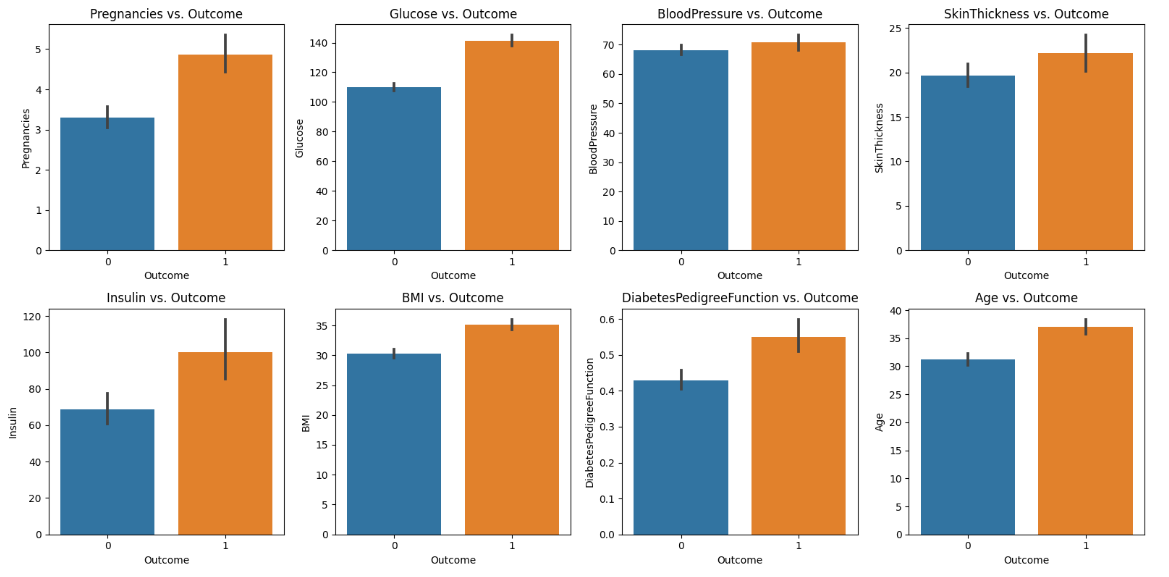 Pregnancies vs. Outcome
5
4
3
2
1
0
Pregnancies
0 1
Outcome
Glucose vs. Outcome
140
120
100
80
60
40
20
0
Glucose
0 1
Outcome
BloodPressure vs. Outcome
70
60
50
40
30
20
10
0
BloodPressure
0 1
Outcome
SkinThickness vs. Outcome
25
20
15
10
5
0
SkinThickness
0 1
Outcome
Insulin vs. Outcome
120
100
80
60
40
20
0
Insulin
0 1
Outcome
BMI vs. Outcome
35
30
25
20
15
10
5
0
BMI
0 1
Outcome
DiabetesPedigreeFunction vs. Outcome
0.6
0.5
0.4
0.3
0.2
0.1
0.0
DiabetesPedigreeFunction
0 1
Outcome
Age vs. Outcome
40
35
30
25
20
15
10
5
0
Age
0 1
Outcome